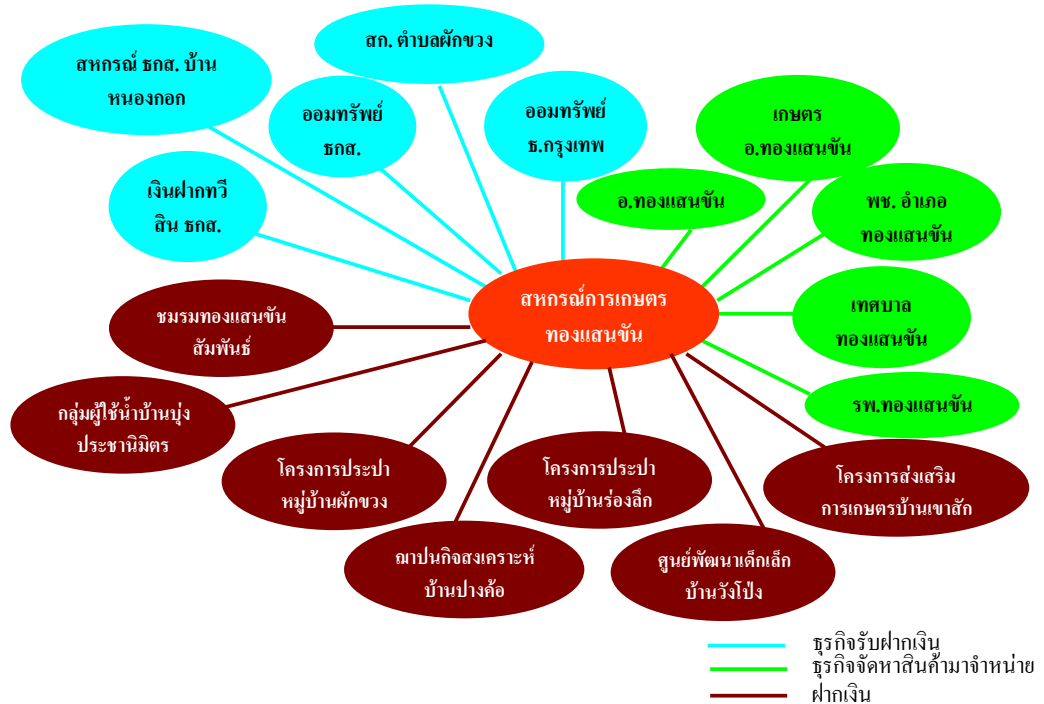 สก. ตำบลผักขวง
สหกรณ์ ธกส. บ้าน
หนองกอก
ออมทรัพย์
ธกส.
ออมทรัพย์
ธ.กรุงเทพ
เกษตร
อ.ทองแสนขัน
เงินฝากทวี
สิน ธกส.
อ.ทองแสนขัน
พช. อำเภอ
ทองแสนขัน
สหกรณ์การเกษตร
ทองแสนขัน
เทศบาล
ทองแสนขัน
ชมรมทองแสนขัน
สัมพันธ์
รพ.ทองแสนขัน
กลุ่มผู้ใช้น้ำบ้านบุ่ง
ประชานิมิตร
โครงการประปา
หมู่บ้านผักขวง
โครงการประปา
หมู่บ้านร่องลึก
โครงการส่งเสริม
การเกษตรบ้านเขาสัก
ฌาปนกิจสงเคราะห์
บ้านปางค้อ
ศูนย์พัฒนาเด็กเล็ก
บ้านวังโป่ง
ธุรกิจรับฝากเงิน
ธุรกิจจัดหาสินค้ามาจำหน่าย
ฝากเงิน